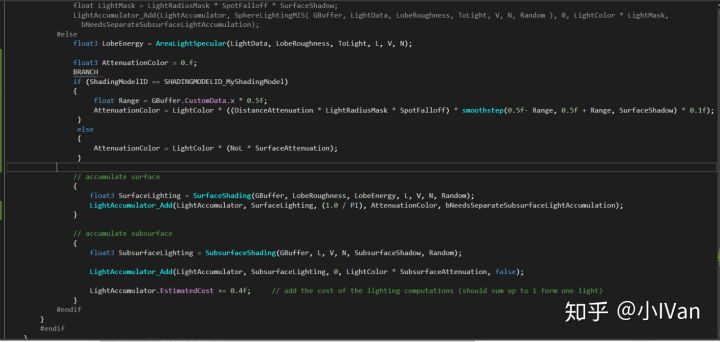 float LightMask = LightRadiusMask * SpotFalloff * SurfaceShadow;
LightAccumulator_Add(LightAccumulator, SphereLightingMIS( GBuffer, LightData, LobeRoughness, ToLight, V, N, Random ), 0, LightColor * LightMask,
bNeedsSeparateSubsurfaceLightAccumulation);
#else
float3 LobeEnergy = AreaLightSpecular(LightData, LobeRoughness, ToLight, L, V, N);
float3 AttenuationColor = 0.f;
BRANCH
if (ShadingModelID == SHADINGMODELID_MyShadingModel)
{
float Range = GBuffer.CustomData.x * 0.5f;
AttenuationColor = LightColor * ((DistanceAttenuation * LightRadiusMask * SpotFalloff) * smoothstep(0.5f- Range, 0.5f + Range, SurfaceShadow) * 0.1f);
}
else
{
AttenuationColor = LightColor * (NoL * SurfaceAttenuation);
}
// accumulate surface
{
float3 SurfaceLighting = SurfaceShading(GBuffer, LobeRoughness, LobeEnergy, L, V, N, Random);
LightAccumulator_Add(LightAccumulator, SurfaceLighting, (1.0 / PI), AttenuationColor, bNeedsSeparateSubsurfaceLightAccumulation);
}
// accumulate subsurface
{
float3 SubsurfaceLighting = SubsurfaceShading(GBuffer, L, V, N, SubsurfaceShadow, Random);
LightAccumulator_Add(LightAccumulator, SubsurfaceLighting, 0, LightColor * SubsurfaceAttenuation, false);
LightAccumulator.EstimatedCost += 0.4f; // add the cost of the lighting computations (should sum up to 1 form one light)
}
#endif
}
#endif
知乎 @小IVan